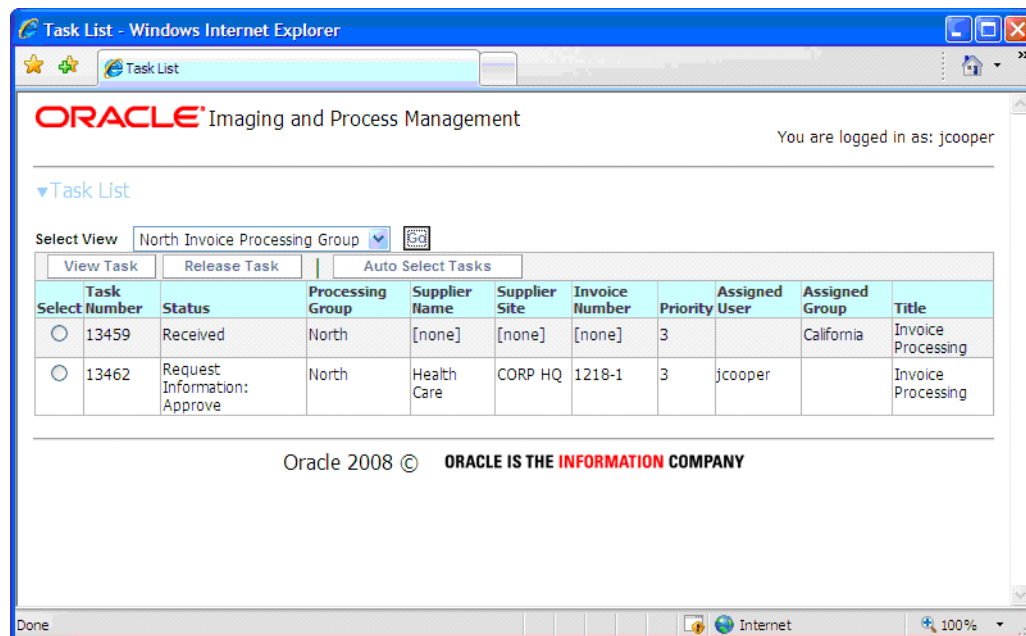 Task List - Windows Internet Explorer
Task List
»
ORACLE® Imaging and Process Management
You are logged in as: jcooper
▼Task List
Select View North Invoice Processing Group Go
View Task Release Task Auto Select Tasks
Select Task Number Status Processing Group Supplier Name Supplier Site Invoice Number Priority Assigned User Assigned Group Title
13459 Received North [none] [none] [none] 3 California Invoice Processing
13462 Request Information: Approve North Health Care CORP HQ 1218-1 3 jcooper Invoice Processing
Oracle 2008 © ORACLE IS THE INFORMATION COMPANY
Done Internet 100%